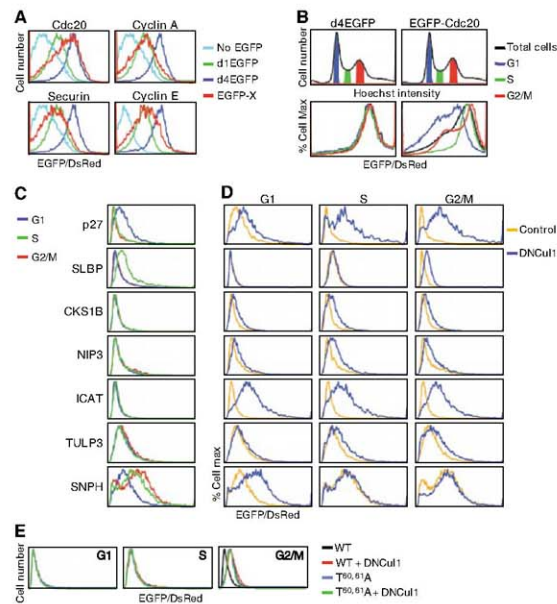 A
Cdc20
Cyclin A
Securin
Cyclin E
Cell number
EGFP/DsRed
No EGFP
d1EGFP
d4EGFP
EGFP-X
B
d4EGFP
EGFP-Cdc20
Cell number
Hoechst intensity
% Cell Max
EGFP/DsRed
Total cells
G1
S
G2/M
C
G1
S
G2/M
p27
SLBP
CKS1B
NIP3
ICAT
TULP3
SNPH
D
G1
S
G2/M
Control
DNCul1
% Cell max
EGFP/DsRed
E
Cell number
G1
S
G2/M
EGFP/DsRed
WT
WT + DNCul1
T60,61A
T60,61A + DNCul1